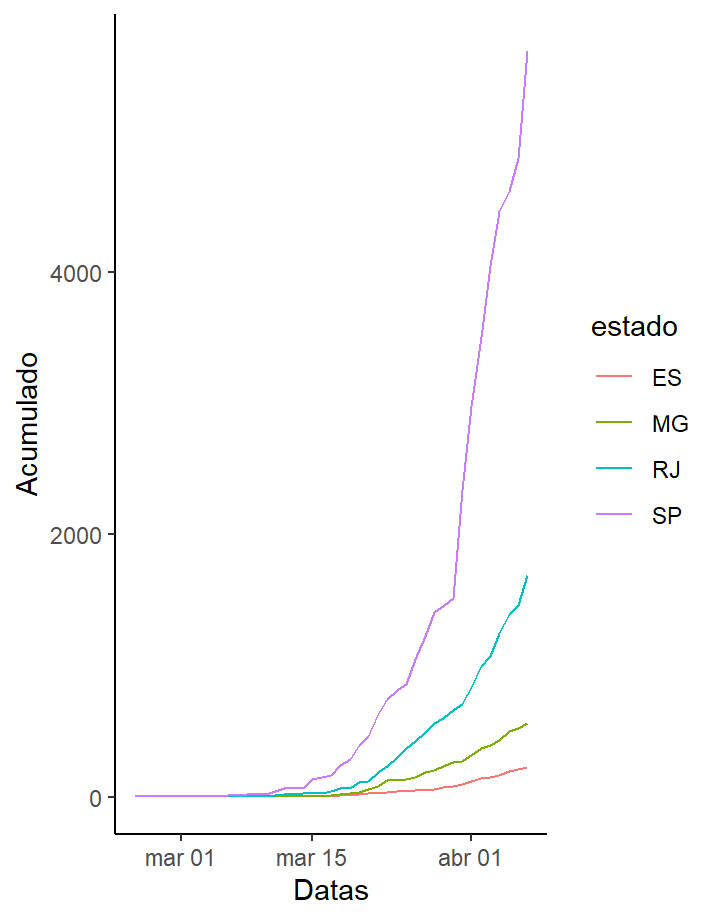 4000
2000
0
Acumulado
mar 01
mar 15
abr 01
Datas
estado
ES
MG
RJ
SP